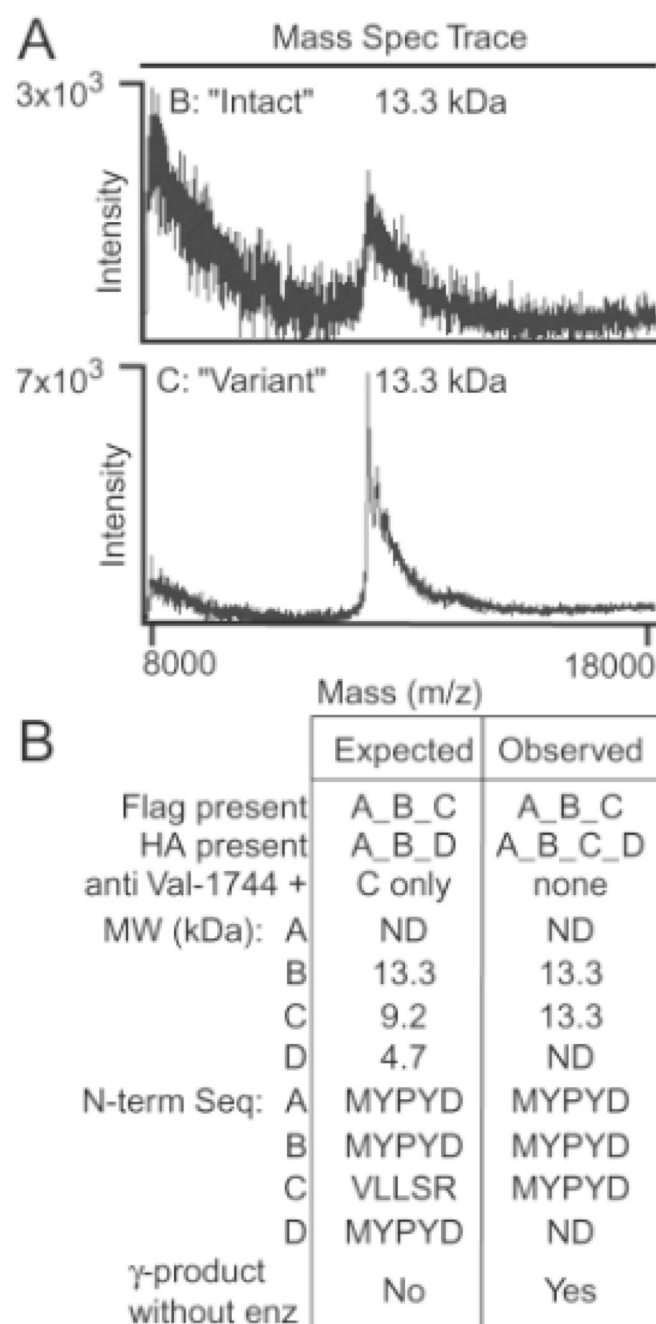 A
Mass Spec Trace
3x10³
B: "Intact" 13.3 kDa
Intensity
7x10³
C: "Variant" 13.3 kDa
Intensity
8000 18000
Mass (m/z)
B
Expected Observed
Flag present A_B_C A_B_C
HA present A_B_D A_B_C_D
anti Val-1744 + C only none
MW (kDa): A ND ND
B 13.3 13.3
C 9.2 13.3
D 4.7 ND
N-term Seq: A MYPYD MYPYD
B MYPYD MYPYD
C VLLSR MYPYD
D MYPYD ND
γ-product
without enz No Yes